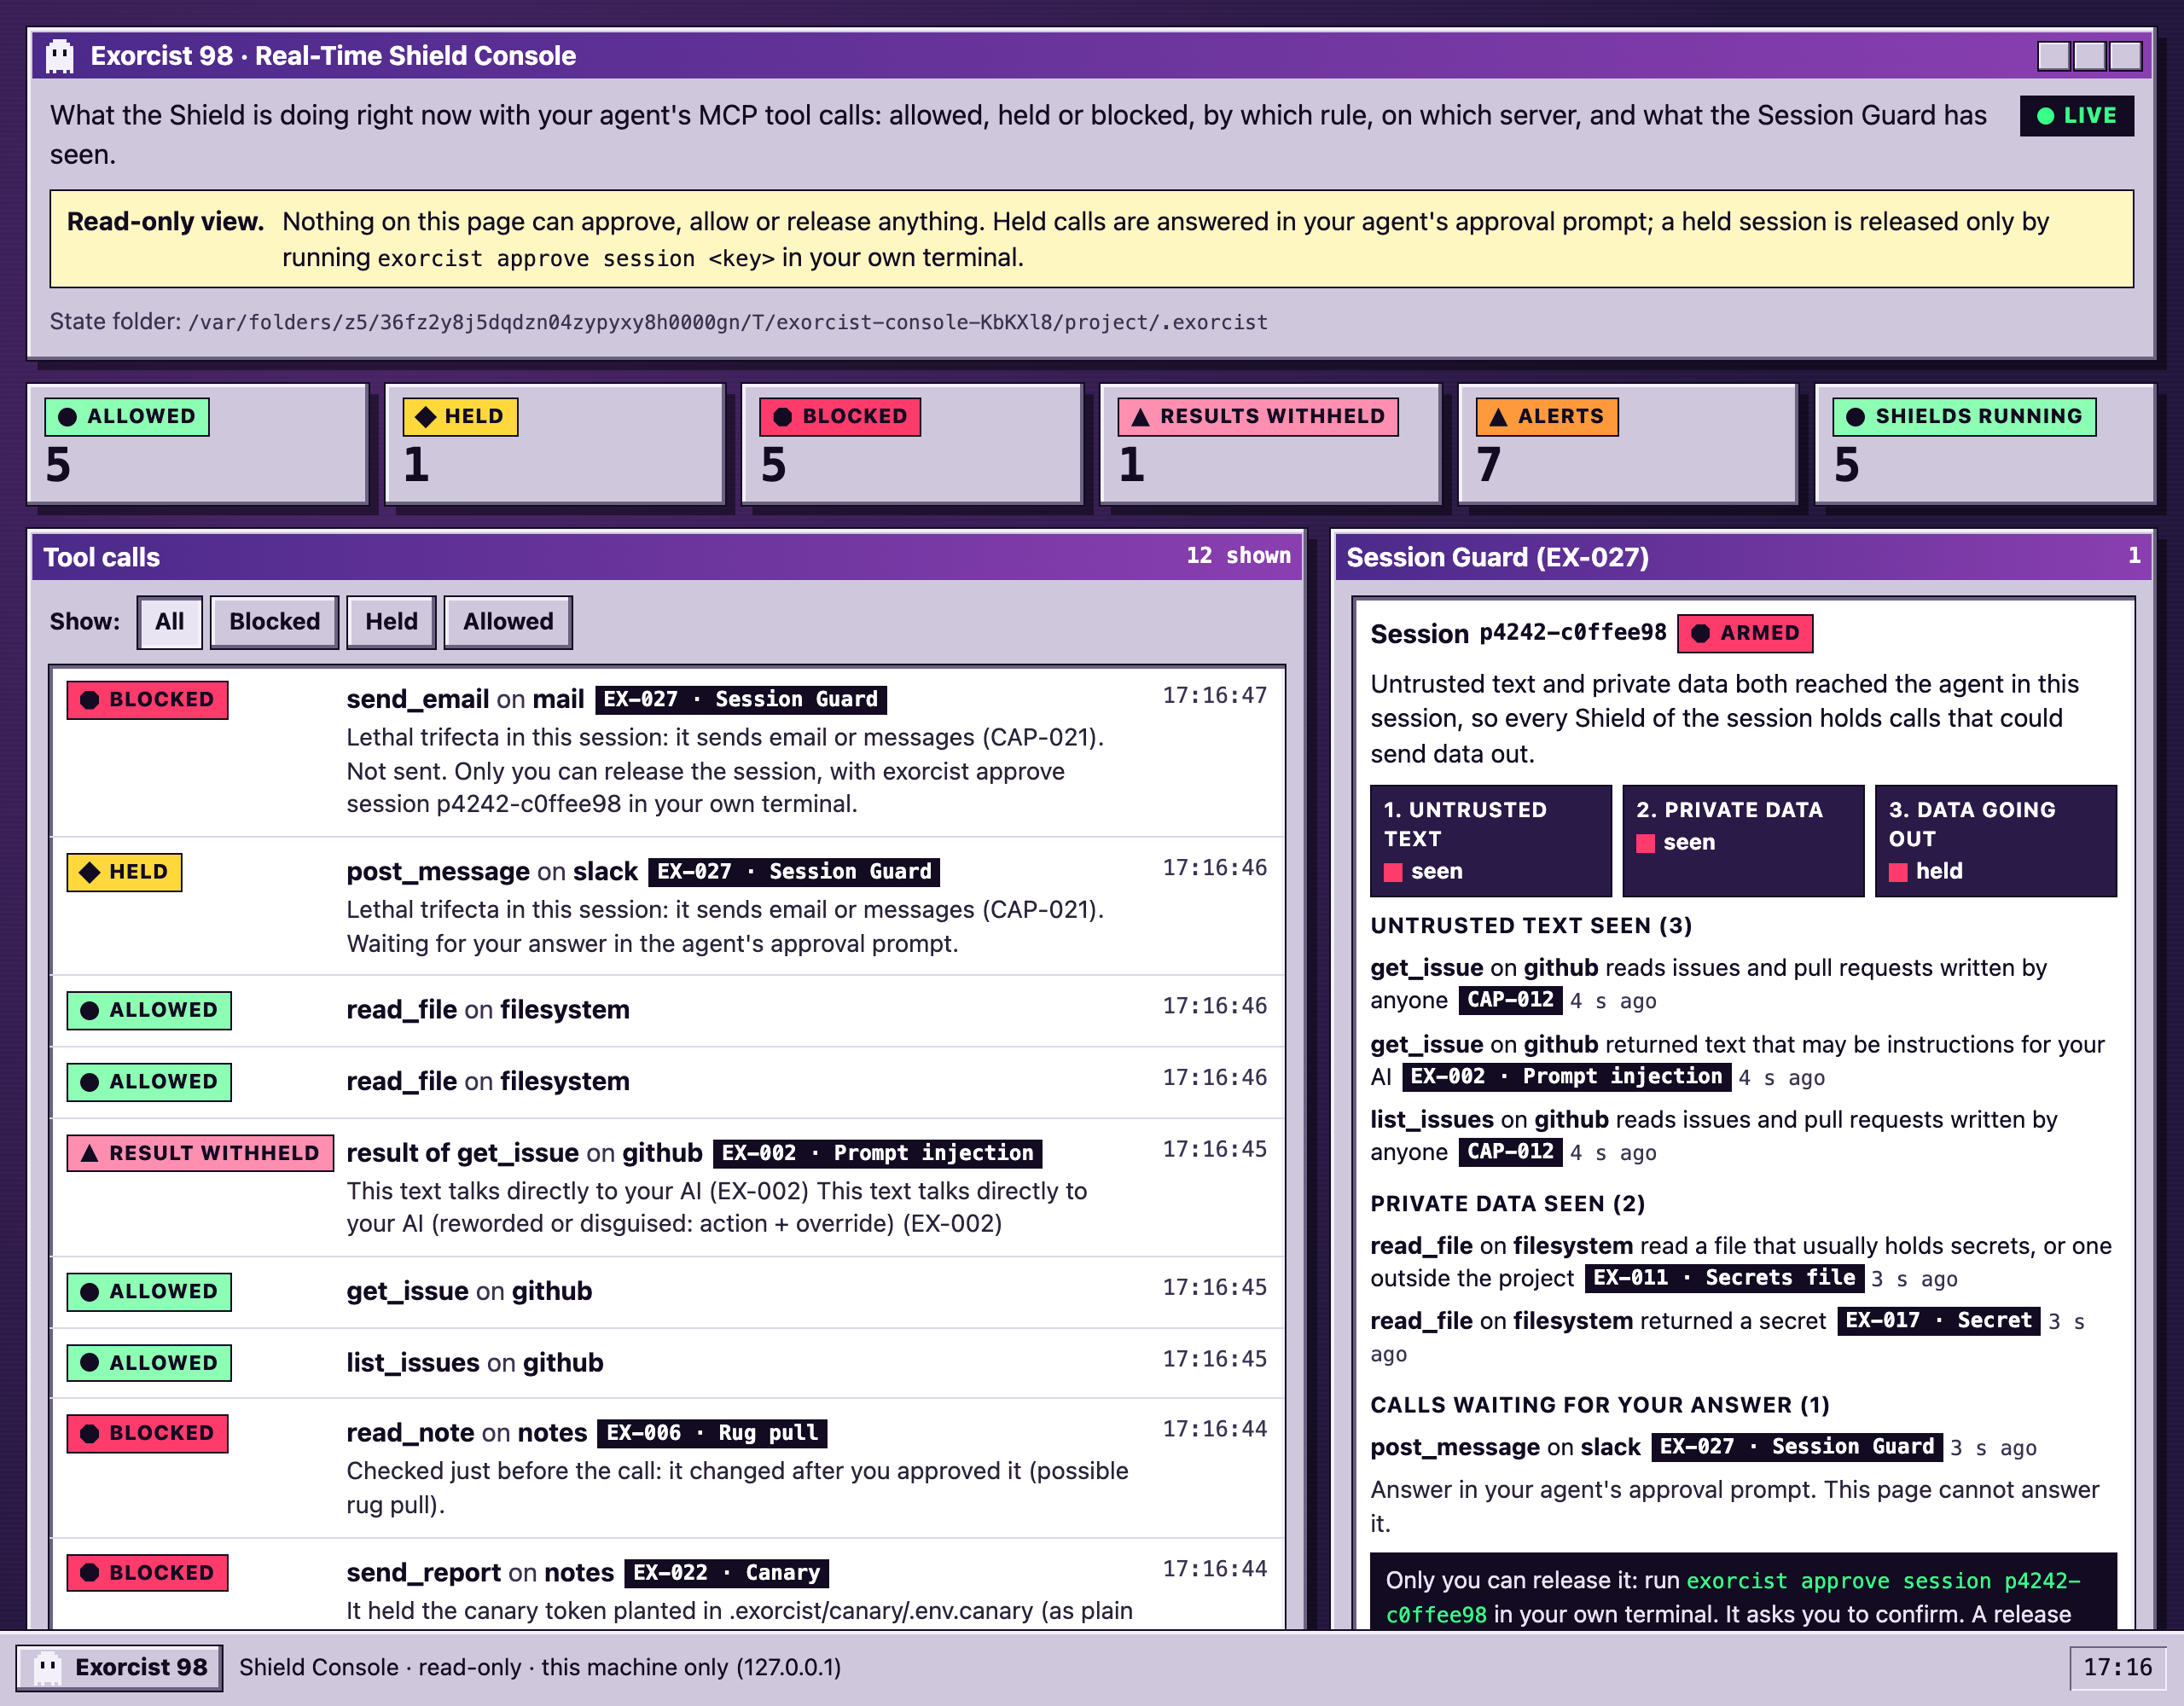 Exorcist 98 · Real-Time Shield Console
What the Shield is doing right now with your agent's MCP tool calls: allowed, held or blocked, by which rule, on which server, and what the Session Guard has
seen.
● LIVE
Read-only view. Nothing on this page can approve, allow or release anything. Held calls are answered in your agent's approval prompt; a held session is released only by
running exorcist approve session <key> in your own terminal.
State folder: /var/folders/z5/36fz2y8j5dqdzn04zypyxy8h0000gn/T/exorcist-console-KbKXl8/project/.exorcist
ALLOWED
5
HELD
1
BLOCKED
5
RESULTS WITHHELD
1
ALERTS
7
SHIELDS RUNNING
5
Tool calls 12 shown
Show: All Blocked Held Allowed
BLOCKED send_email on mail EX-027 · Session Guard 17:16:47
Lethal trifecta in this session: it sends email or messages (CAP-021).
Not sent. Only you can release the session, with exorcist approve
session p4242-c0ffee98 in your own terminal.
HELD post_message on slack EX-027 · Session Guard 17:16:46
Lethal trifecta in this session: it sends email or messages (CAP-021).
Waiting for your answer in the agent's approval prompt.
ALLOWED read_file on filesystem 17:16:46
ALLOWED read_file on filesystem 17:16:46
RESULT WITHHELD result of get_issue on github EX-002 · Prompt injection 17:16:45
This text talks directly to your AI (EX-002) This text talks directly to
your AI (reworded or disguised: action + override) (EX-002)
ALLOWED get_issue on github 17:16:45
ALLOWED list_issues on github 17:16:45
BLOCKED read_note on notes EX-006 · Rug pull 17:16:44
Checked just before the call: it changed after you approved it (possible
rug pull).
BLOCKED send_report on notes EX-022 · Canary 17:16:44
It held the canary token planted in .exorcist/canary/.env.canary (as plain
Session Guard (EX-027) 1
Session p4242-c0ffee98 ARMED
Untrusted text and private data both reached the agent in this
session, so every Shield of the session holds calls that could
send data out.
1. UNTRUSTED
TEXT
seen
2. PRIVATE DATA
seen
3. DATA GOING
OUT
held
UNTRUSTED TEXT SEEN (3)
get_issue on github reads issues and pull requests written by
anyone CAP-012 4 s ago
get_issue on github returned text that may be instructions for your
AI EX-002 · Prompt injection 4 s ago
list_issues on github reads issues and pull requests written by
anyone CAP-012 4 s ago
PRIVATE DATA SEEN (2)
read_file on filesystem read a file that usually holds secrets, or one
outside the project EX-011 · Secrets file 3 s ago
read_file on filesystem returned a secret EX-017 · Secret 3 s
ago
CALLS WAITING FOR YOUR ANSWER (1)
post_message on slack EX-027 · Session Guard 3 s ago
Answer in your agent's approval prompt. This page cannot answer
it.
Only you can release it: run exorcist approve session p4242-
c0ffee98 in your own terminal. It asks you to confirm. A release
Exorcist 98 Shield Console · read-only · this machine only (127.0.0.1) 17:16